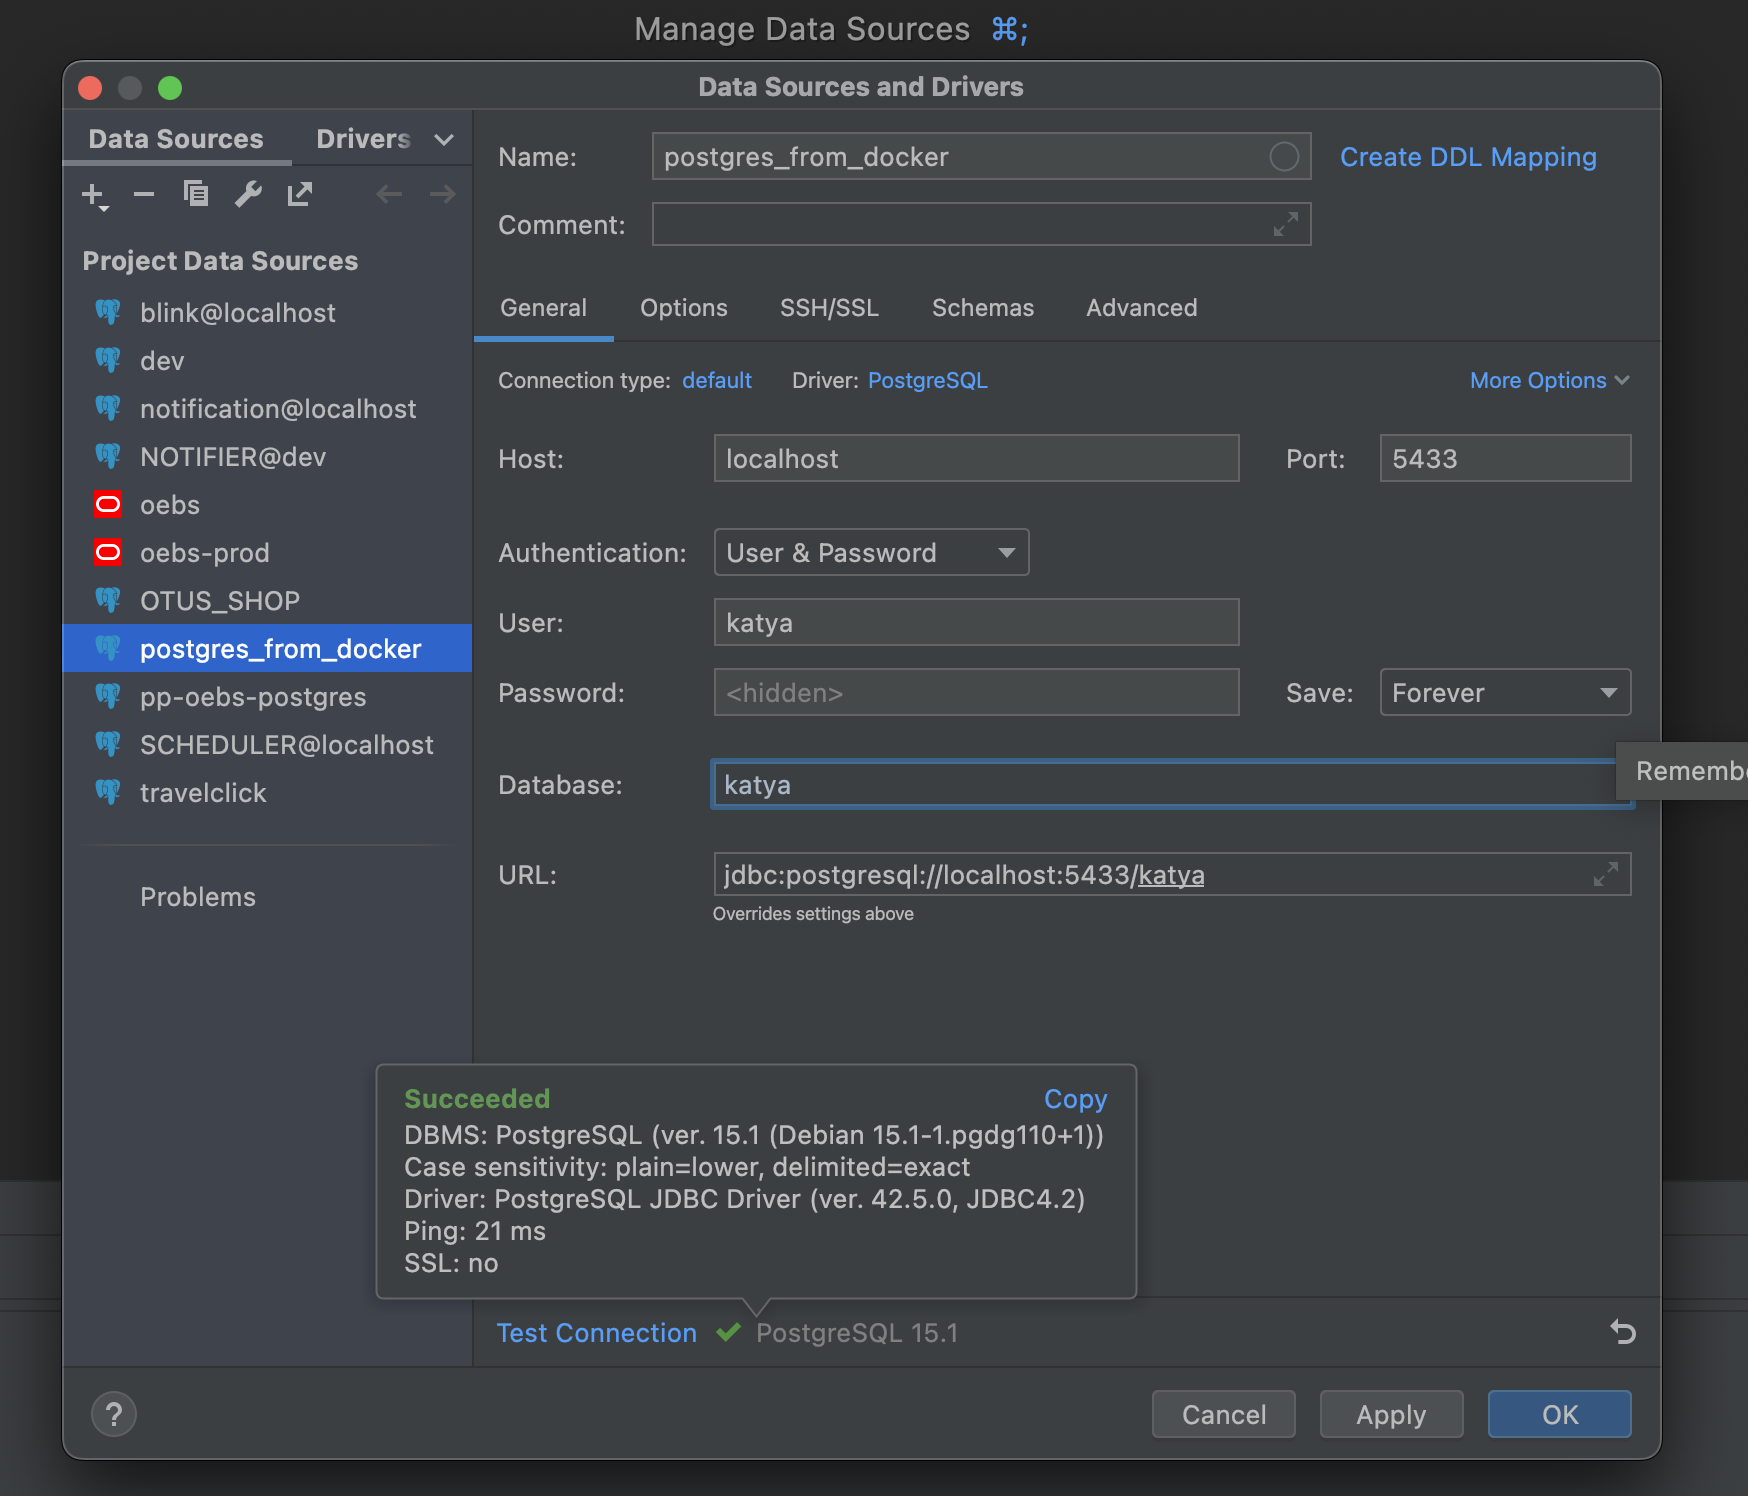 Manage Data Sources ⌘;
Data Sources and Drivers
Data Sources
Drivers
Project Data Sources
blink@localhost
dev
notification@localhost
NOTIFIER@dev
oebs
oebs-prod
OTUS_SHOP
postgres_from_docker
pp-oebs-postgres
SCHEDULER@localhost
travelclick
Problems
Name: postgres_from_docker Create DDL Mapping
Comment:
General Options SSH/SSL Schemas Advanced
Connection type: default Driver: PostgreSQL More Options
Host: localhost Port: 5433
Authentication: User & Password
User: katya
Password: <hidden> Save: Forever
Database: katya
URL: jdbc:postgresql://localhost:5433/katya
Overrides settings above
Succeeded Copy
DBMS: PostgreSQL (ver. 15.1 (Debian 15.1-1.pgdg110+1))
Case sensitivity: plain=lower, delimited=exact
Driver: PostgreSQL JDBC Driver (ver. 42.5.0, JDBC4.2)
Ping: 21 ms
SSL: no
Test Connection PostgreSQL 15.1
? Cancel Apply OK